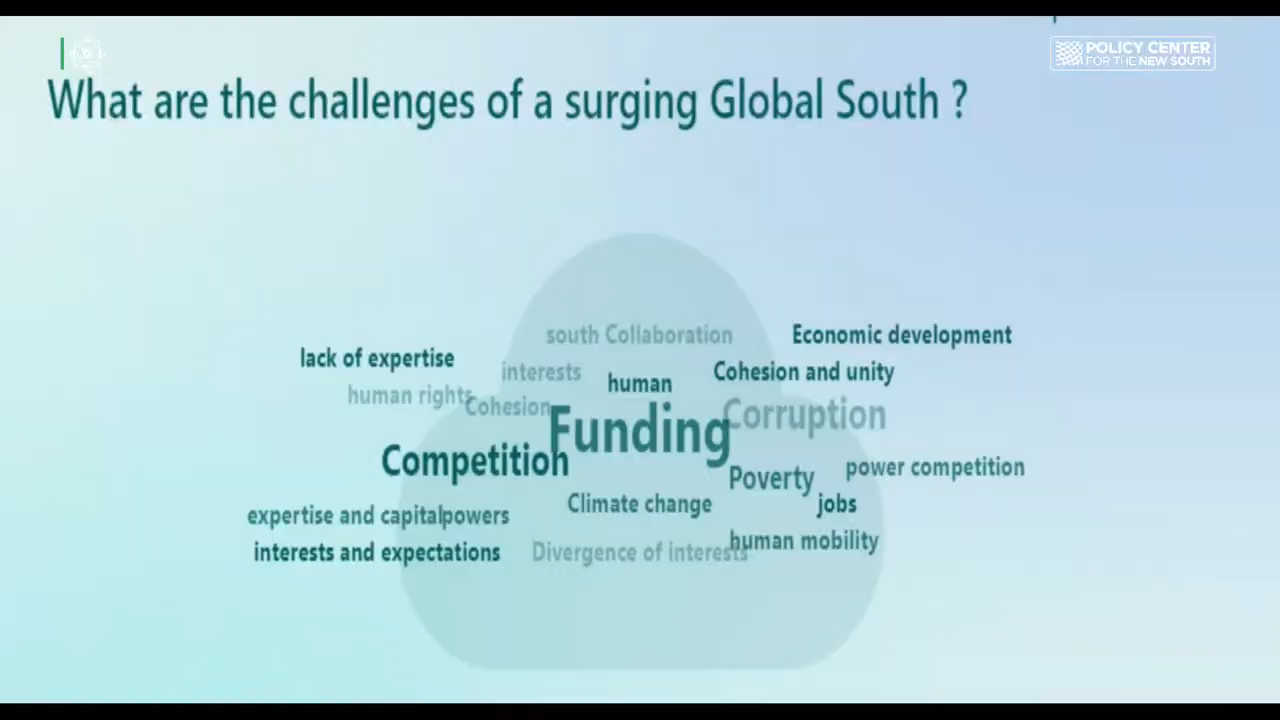 POLICY CENTER
FOR THE NEW SOUTH
What are the challenges of a surging Global South ?
south Collaboration
Economic development
lack of expertise
interests
human
Cohesion and unity
human rights
Cohesion
Funding
Corruption
Competition
Poverty
power competition
Climate change
jobs
expertise and capital
powers
human mobility
interests and expectations
Divergence of interests